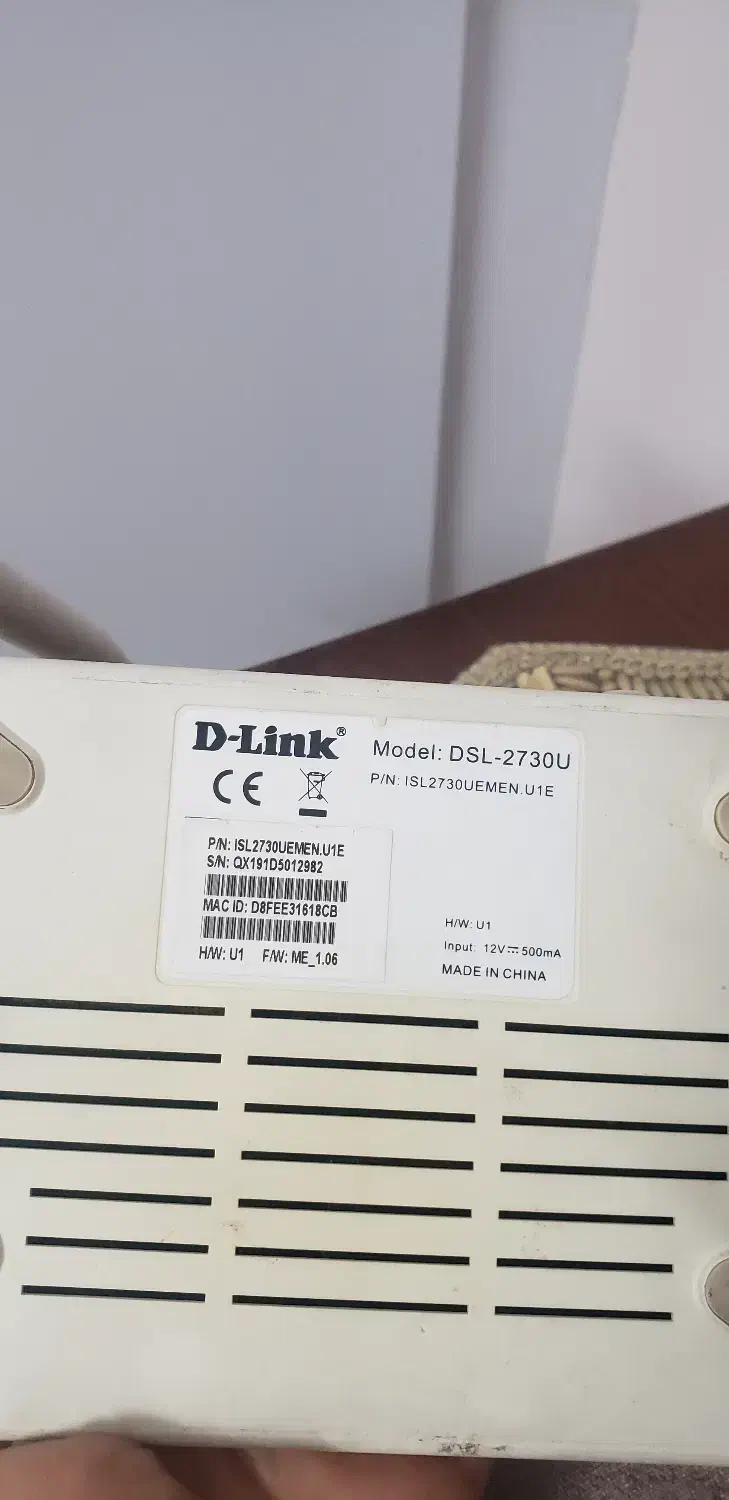 D-Link®
Model: DSL-2730U
P/N: ISL2730UEMEN.U1E
CE
P/N: ISL2730UEMEN.U1E
S/N: QX191D5012982
MAC ID: D8FEE31618CB
H/W: U1 F/W: ME_1.06
H/W: U1
Input: 12V⎓500mA
MADE IN CHINA